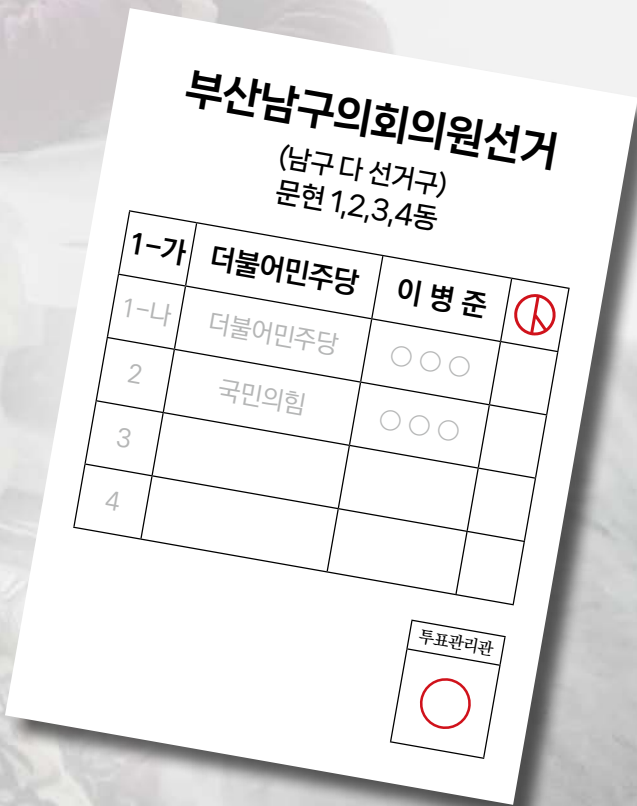 부산남구의회의원선거
(남구 다 선거구)
문현 1,2,3,4동
1-가 더불어민주당 이 병 준
1-나 더불어민주당 ○○○
2 국민의힘 ○○○
3
4
투표관리관